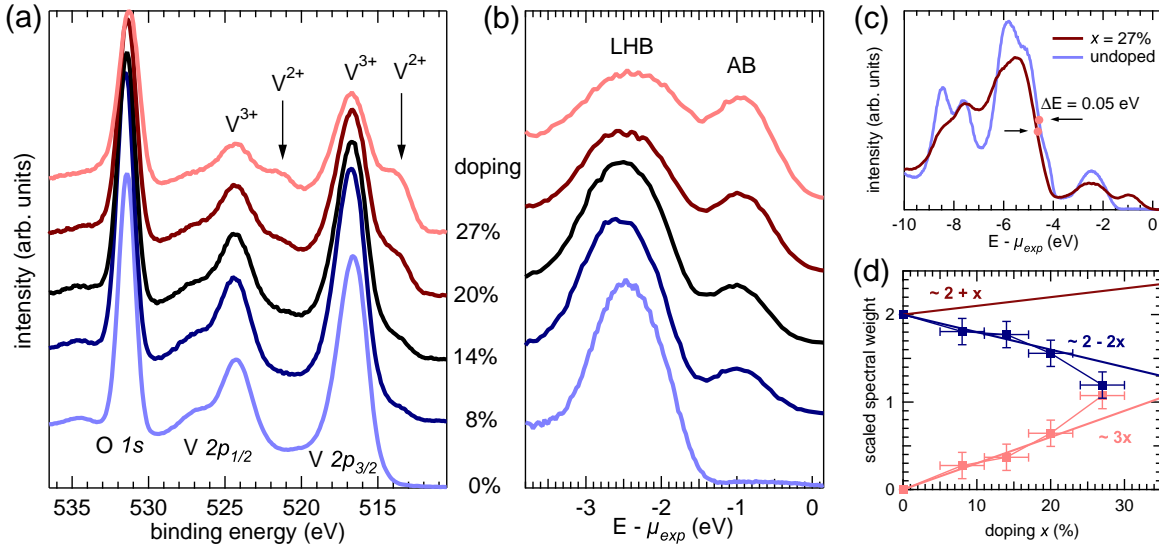 (a)
V2+
V3+
V2+
V3+
O 1s
V 2p1/2
V 2p3/2
intensity (arb. units)
535
530
525
520
515
binding energy (eV)
doping
27%
20%
14%
8%
0%
(b)
LHB
AB
-3
-2
-1
0
E - μexp (eV)
(c)
x = 27%
undoped
ΔE = 0.05 eV
intensity (arb. units)
-10
-8
-6
-4
-2
0
E - μexp (eV)
(d)
~ 2 + x
~ 2 - 2x
~ 3x
scaled spectral weight
2
1
0
0
10
20
30
doping x (%)